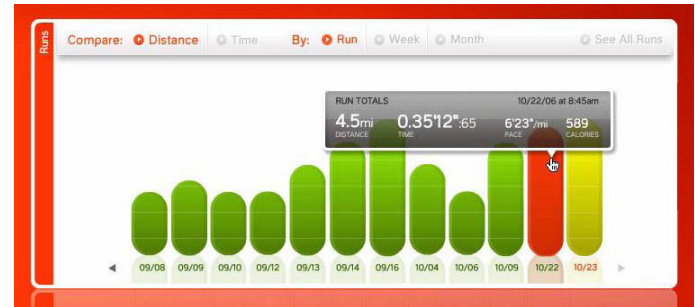 Runs
Compare: Distance Time By: Run Week Month See All Runs
RUN TOTALS 10/22/06 at 8:45am
4.5mi 0.35'12":65 6'23"/mi 589
DISTANCE TIME PACE CALORIES
09/08 09/09 09/10 09/12 09/13 09/14 09/16 10/04 10/06 10/09 10/22 10/23